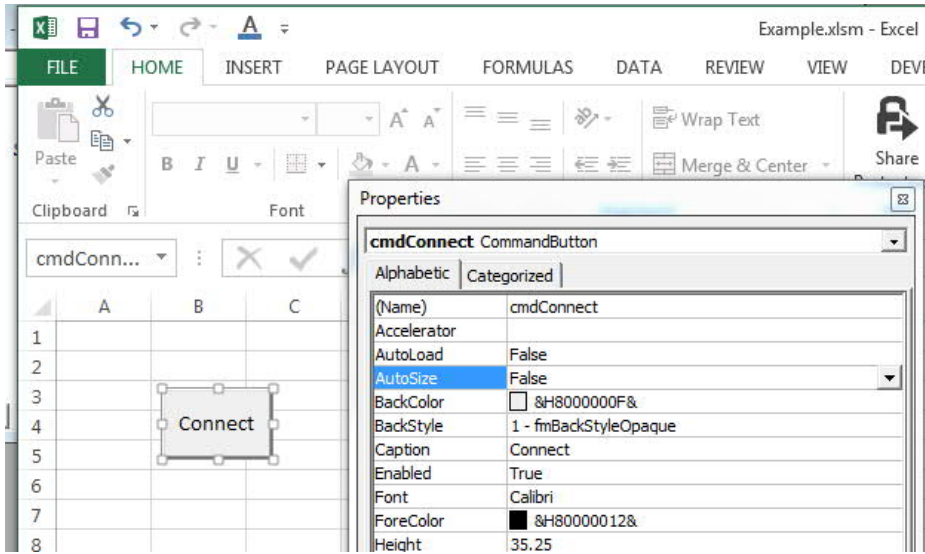 Example.xlsm - Excel
FILE HOME INSERT PAGE LAYOUT FORMULAS DATA REVIEW VIEW
A A Wrap Text
Paste B I U A Merge & Center Share
Clipboard Font
Properties
cmdConn...
cmdConnect CommandButton
Alphabetic Categorized
A B C
(Name) cmdConnect
Accelerator
1
AutoLoad False
2
AutoSize False
3
BackColor &H8000000F&
4
BackStyle 1 - fmBackStyleOpaque
Connect
5
Caption Connect
6
Enabled True
Font Calibri
7
ForeColor &H80000012&
8
Height 35.25